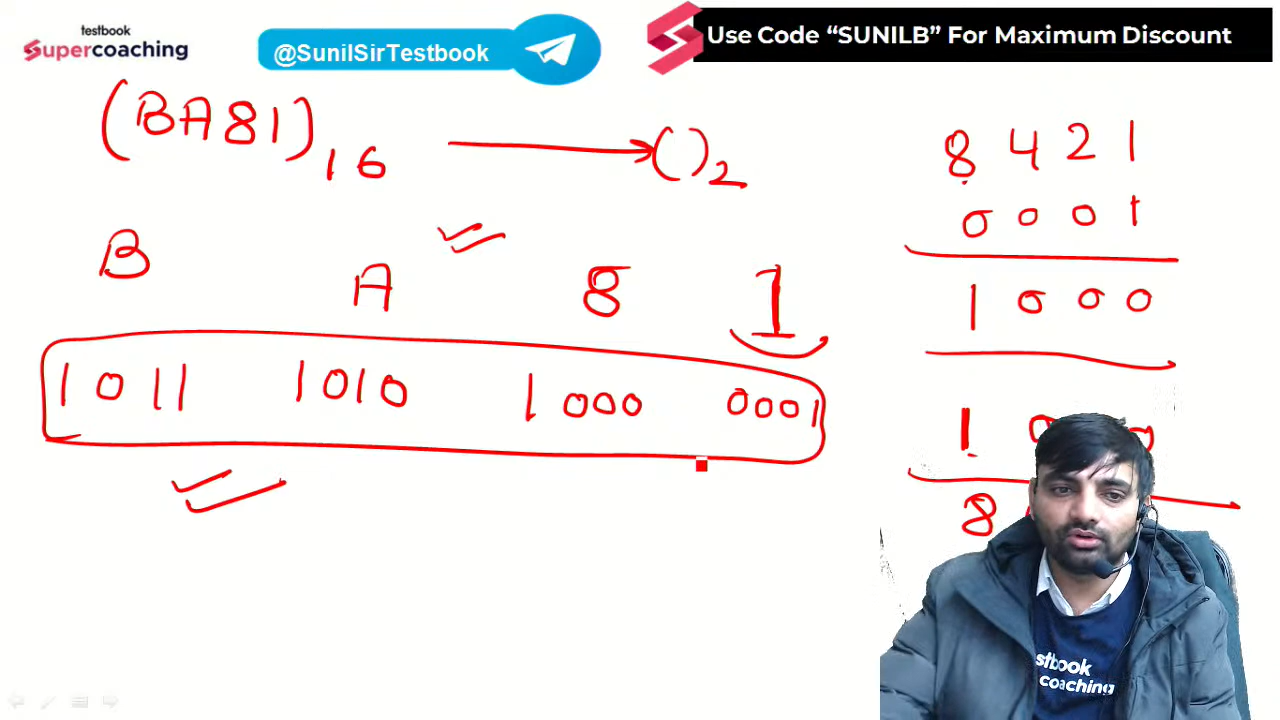 testbook
Supercoaching
@SunilSirTestbook
Use Code “SUNILB” For Maximum Discount
(BA81)16 → ()2
8 4 2 1
0 0 0 1
1 0 0 0
B A 8 1
1011 1010 1000 0001
1 0
8
testbook
coaching